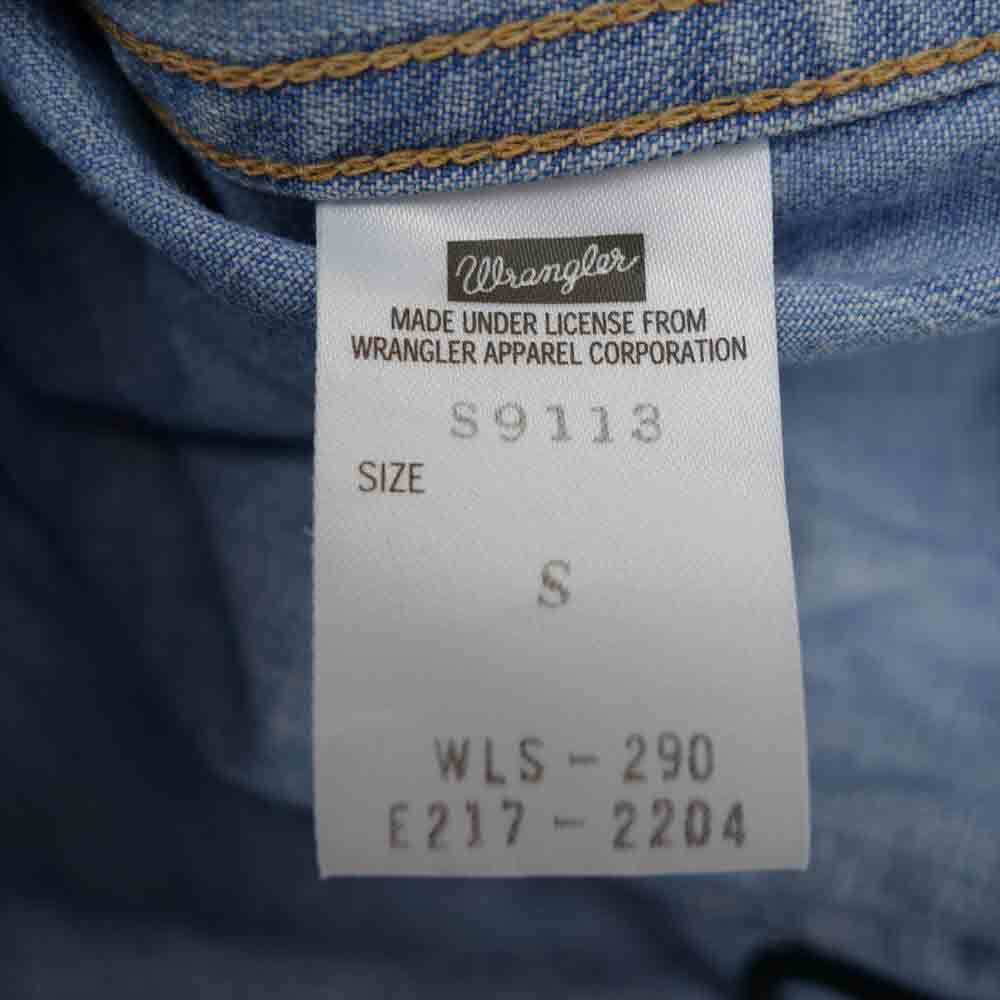 Wrangler
MADE UNDER LICENSE FROM
WRANGLER APPAREL CORPORATION
S9113
SIZE
S
WLS-290
E217-2204